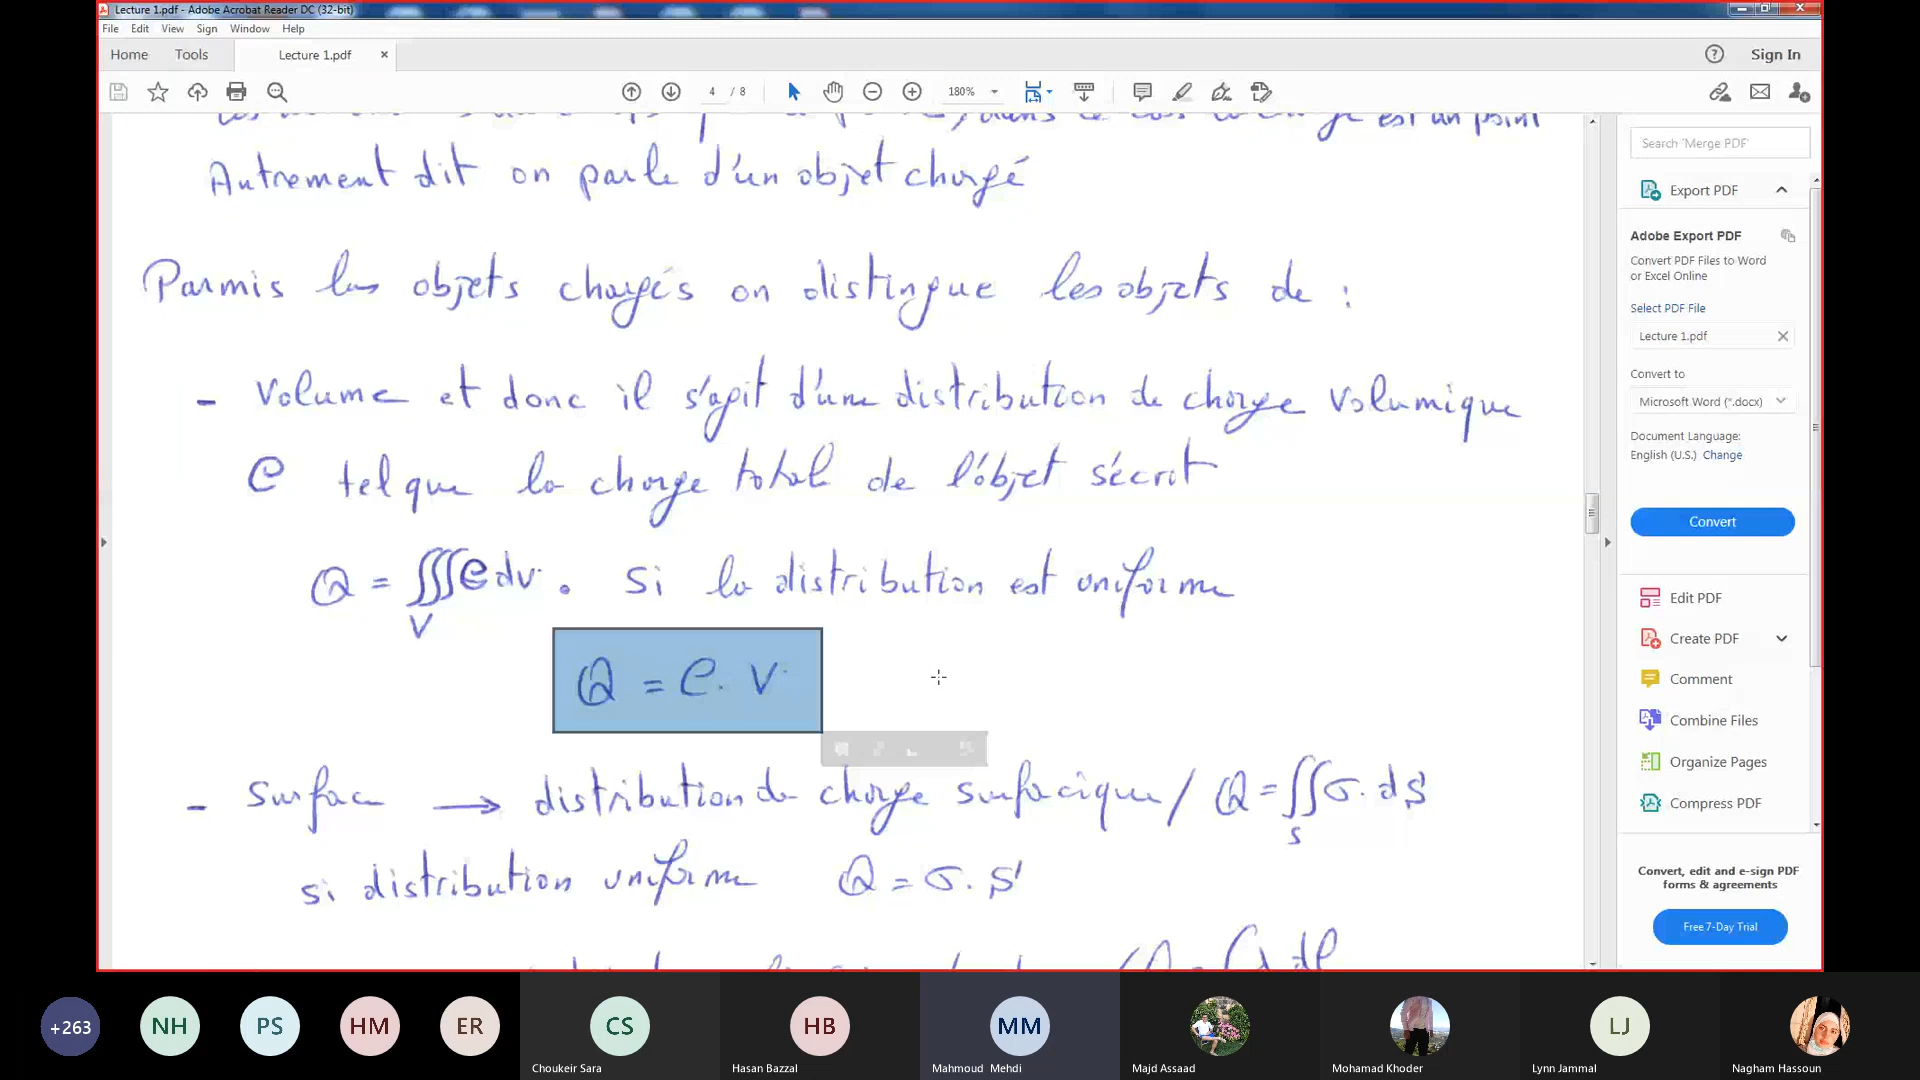 Lecture 1.pdf - Adobe Acrobat Reader DC (32-bit)
File Edit View Sign Window Help
Home Tools Lecture 1.pdf × Sign In
4 / 8 180%
est un point
Autrement dit on parle d'un objet chargé
Parmis les objets chargés on distingue les objets de :
- Volume et donc il s'agit d'une distribution de charge volumique
ρ tel que la charge total de l'objet s'écrit
Q = ∭ρdv. Si la distribution est uniforme
V
Q = ρ. V
- Surface → distribution de charge surfacique / Q = ∬σ. dS
S
si distribution uniforme Q = σ. S
Search 'Merge PDF'
Export PDF
Adobe Export PDF
Convert PDF Files to Word
or Excel Online
Select PDF File
Lecture 1.pdf ×
Convert to
Microsoft Word (*.docx)
Document Language:
English (U.S.) Change
Convert
Edit PDF
Create PDF
Comment
Combine Files
Organize Pages
Compress PDF
Convert, edit and e-sign PDF
forms & agreements
Free 7-Day Trial
+263 NH PS HM ER CS HB MM LJ
Choukeir Sara Hasan Bazzal Mahmoud Mehdi Majd Assaad Mohamad Khoder Lynn Jammal Nagham Hassoun